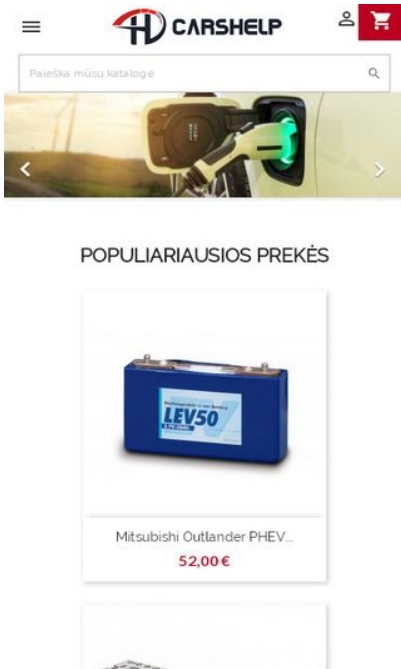 CARSHELP
Paieška mūsų kataloge
POPULIARIAUSIOS PREKĖS
LEV50
Mitsubishi Outlander PHEV...
52,00 €